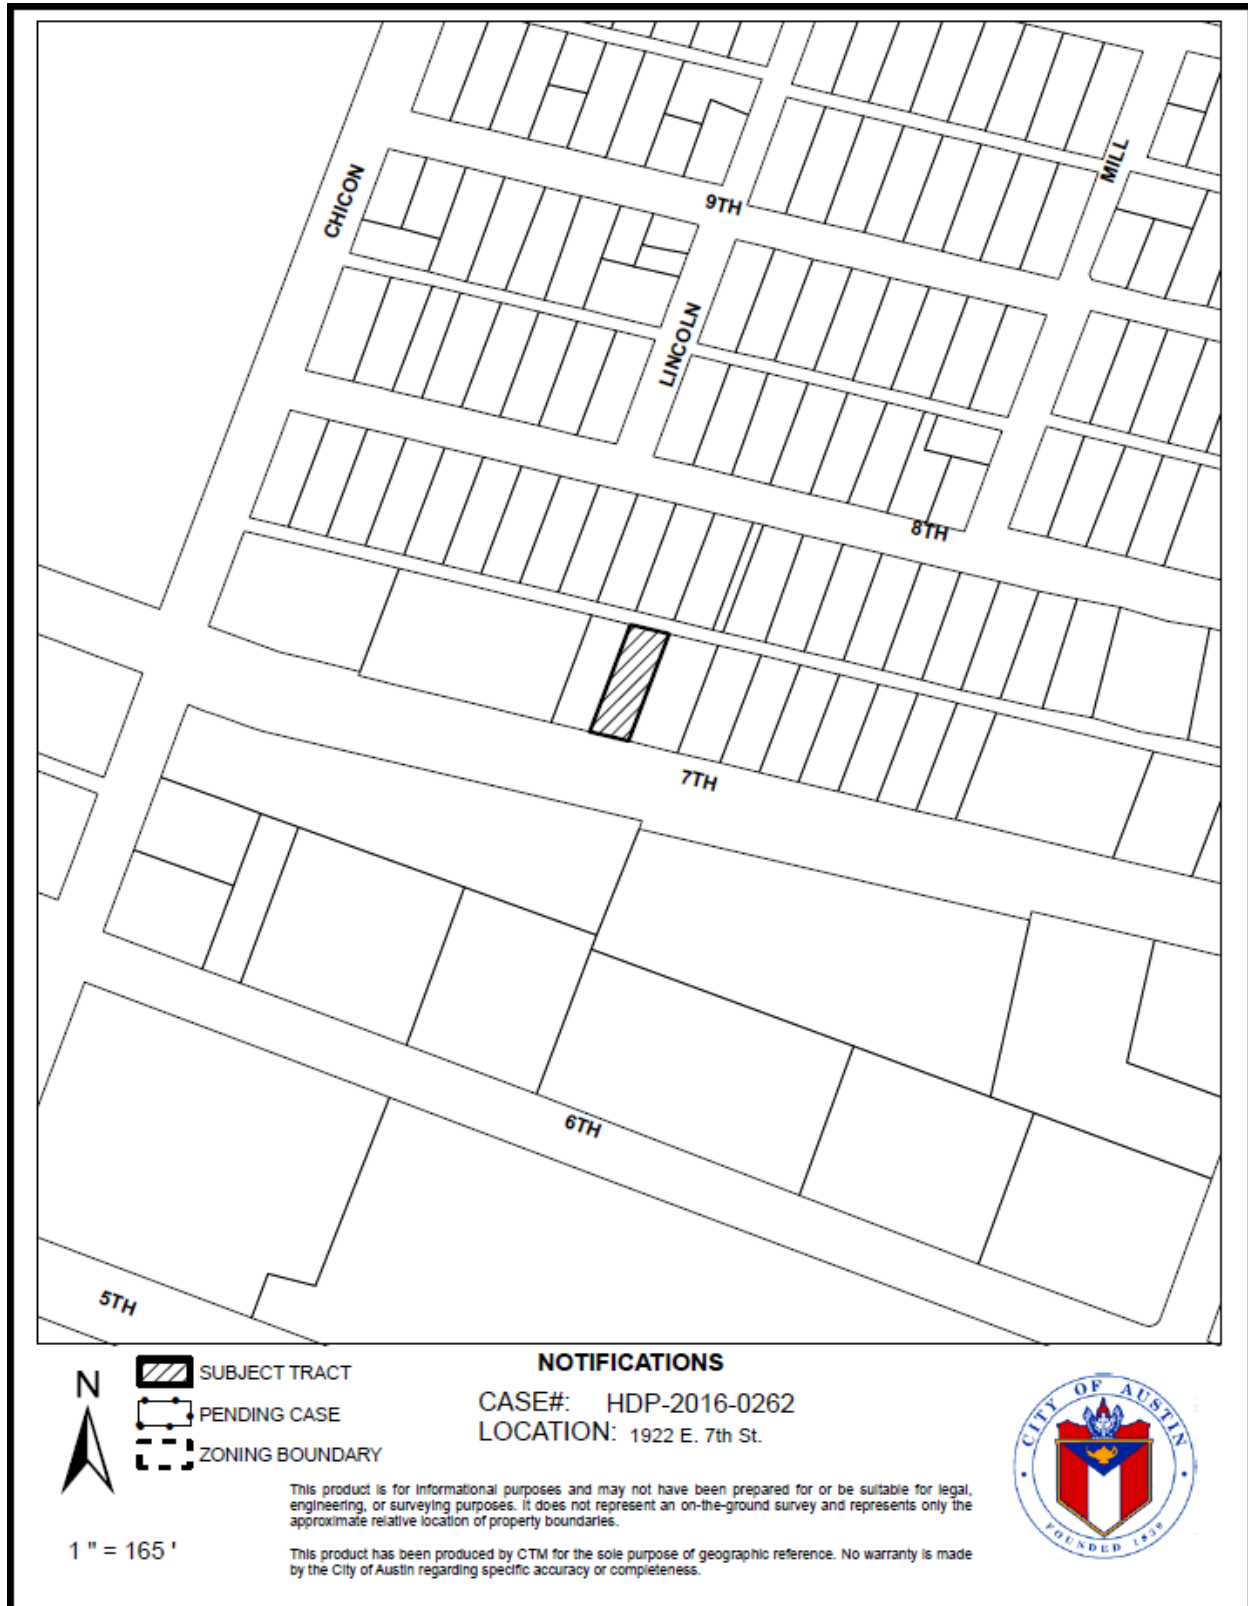 CHICON
9TH
MILL
LINCOLN
8TH
7TH
6TH
5TH
N
1 " = 165 '
SUBJECT TRACT
PENDING CASE
ZONING BOUNDARY
NOTIFICATIONS
CASE#: HDP-2016-0262
LOCATION: 1922 E. 7th St.
This product is for informational purposes and may not have been prepared for or be suitable for legal,
engineering, or surveying purposes. It does not represent an on-the-ground survey and represents only the
approximate relative location of property boundaries.
This product has been produced by CTM for the sole purpose of geographic reference. No warranty is made
by the City of Austin regarding specific accuracy or completeness.
CITY OF AUSTIN
FOUNDED 1839